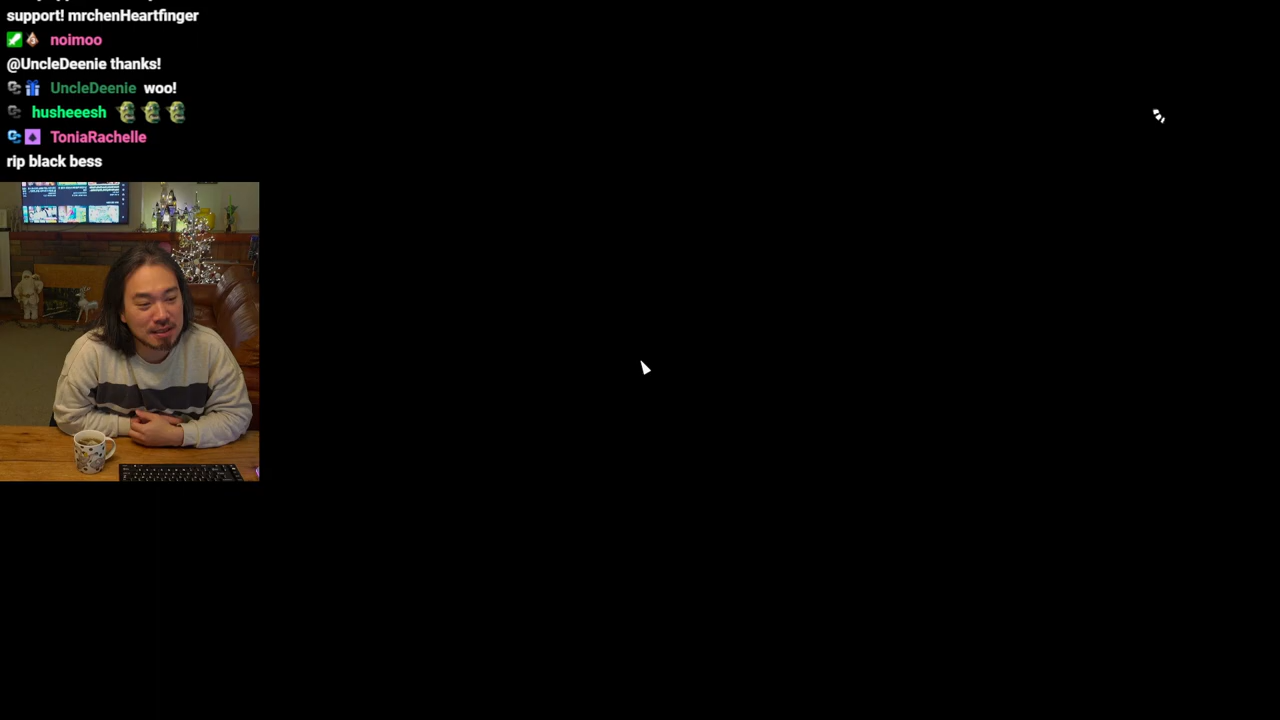 support! mrchenHeartfinger
noimoo
@UncleDeenie thanks!
UncleDeenie woo!
husheeesh
ToniaRachelle
rip black bess